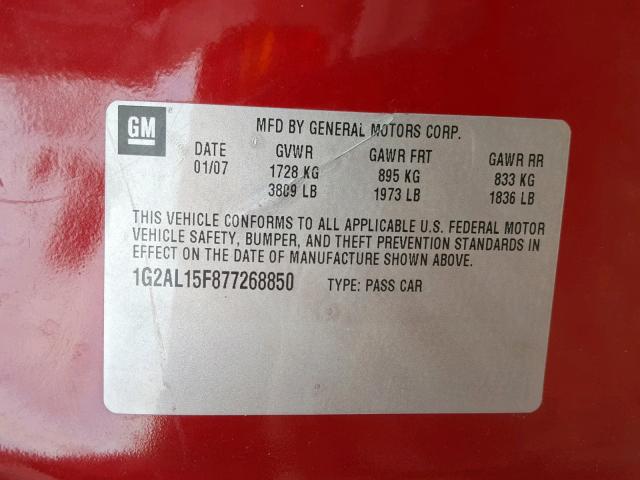 GM
MFD BY GENERAL MOTORS CORP.
DATE GVWR GAWR FRT GAWR RR
01/07 1728 KG 895 KG 833 KG
3809 LB 1973 LB 1836 LB
THIS VEHICLE CONFORMS TO ALL APPLICABLE U.S. FEDERAL MOTOR
VEHICLE SAFETY, BUMPER, AND THEFT PREVENTION STANDARDS IN
EFFECT ON THE DATE OF MANUFACTURE SHOWN ABOVE.
1G2AL15F877268850 TYPE: PASS CAR